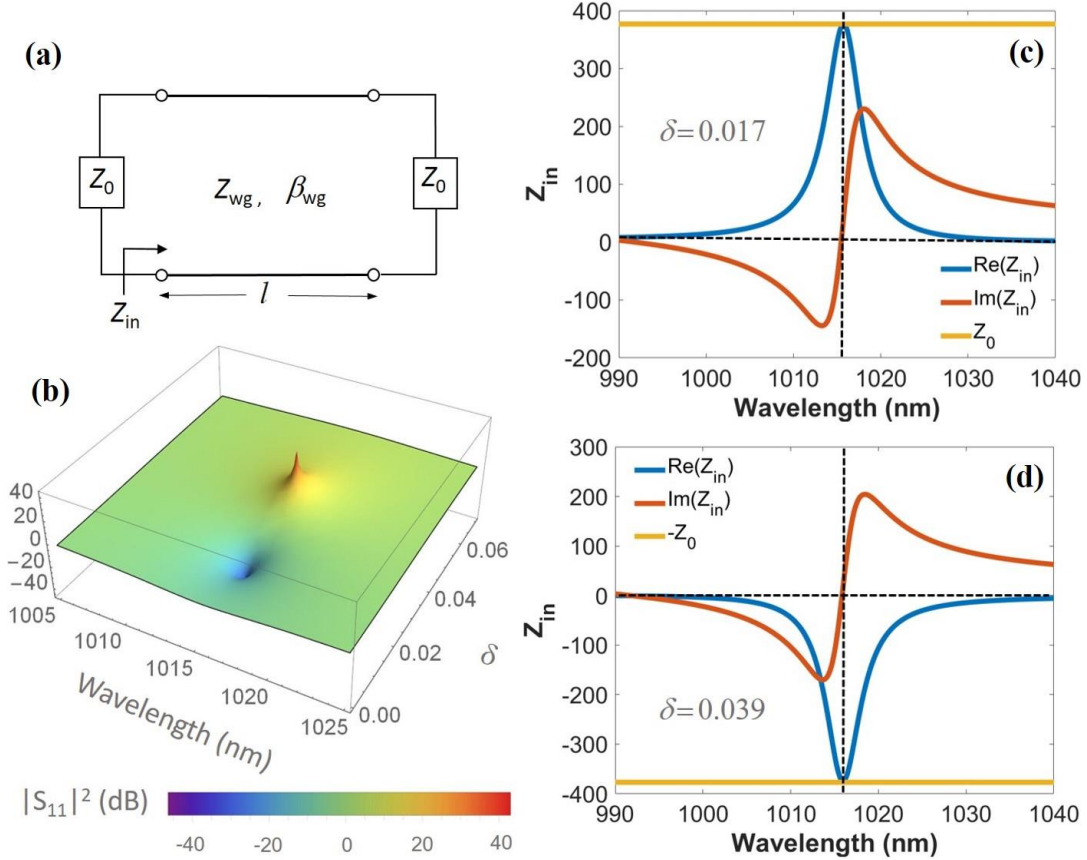 (a)
Z0
Zwg, βwg
Z0
Zin
l
(b)
40
20
0
−20
−40
1005
1010
1015
1020
1025
Wavelength (nm)
0.00
0.02
0.04
0.06
δ
|S11|² (dB)
-40
-20
0
20
40
(c)
400
300
200
100
0
-100
-200
Zin
δ=0.017
Re(Zin)
Im(Zin)
Z0
990
1000
1010
1020
1030
1040
Wavelength (nm)
(d)
300
200
100
0
-100
-200
-300
-400
Zin
Re(Zin)
Im(Zin)
-Z0
δ=0.039
990
1000
1010
1020
1030
1040
Wavelength (nm)